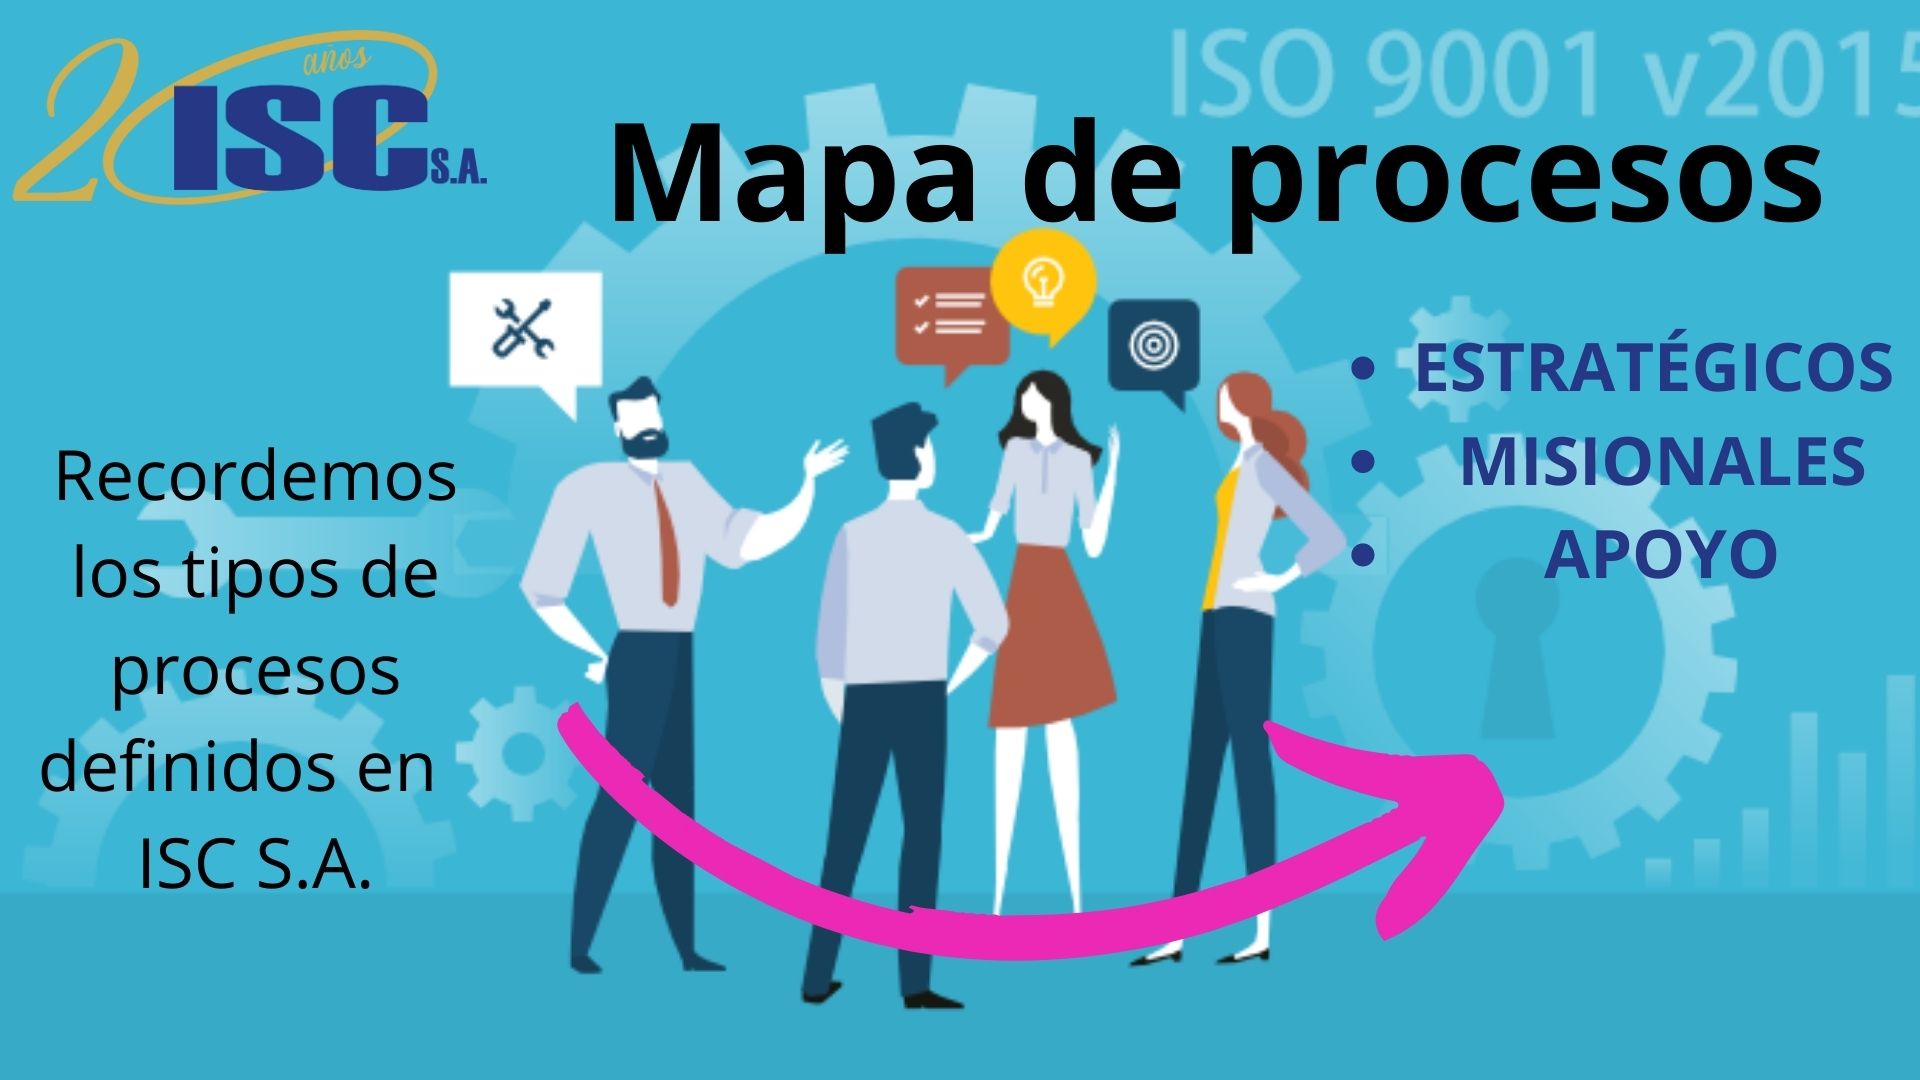 20 años
ISC S.A.
ISO 9001 v2015
Mapa de procesos
Recordemos
los tipos de
procesos
definidos en
ISC S.A.
• ESTRATÉGICOS
• MISIONALES
• APOYO